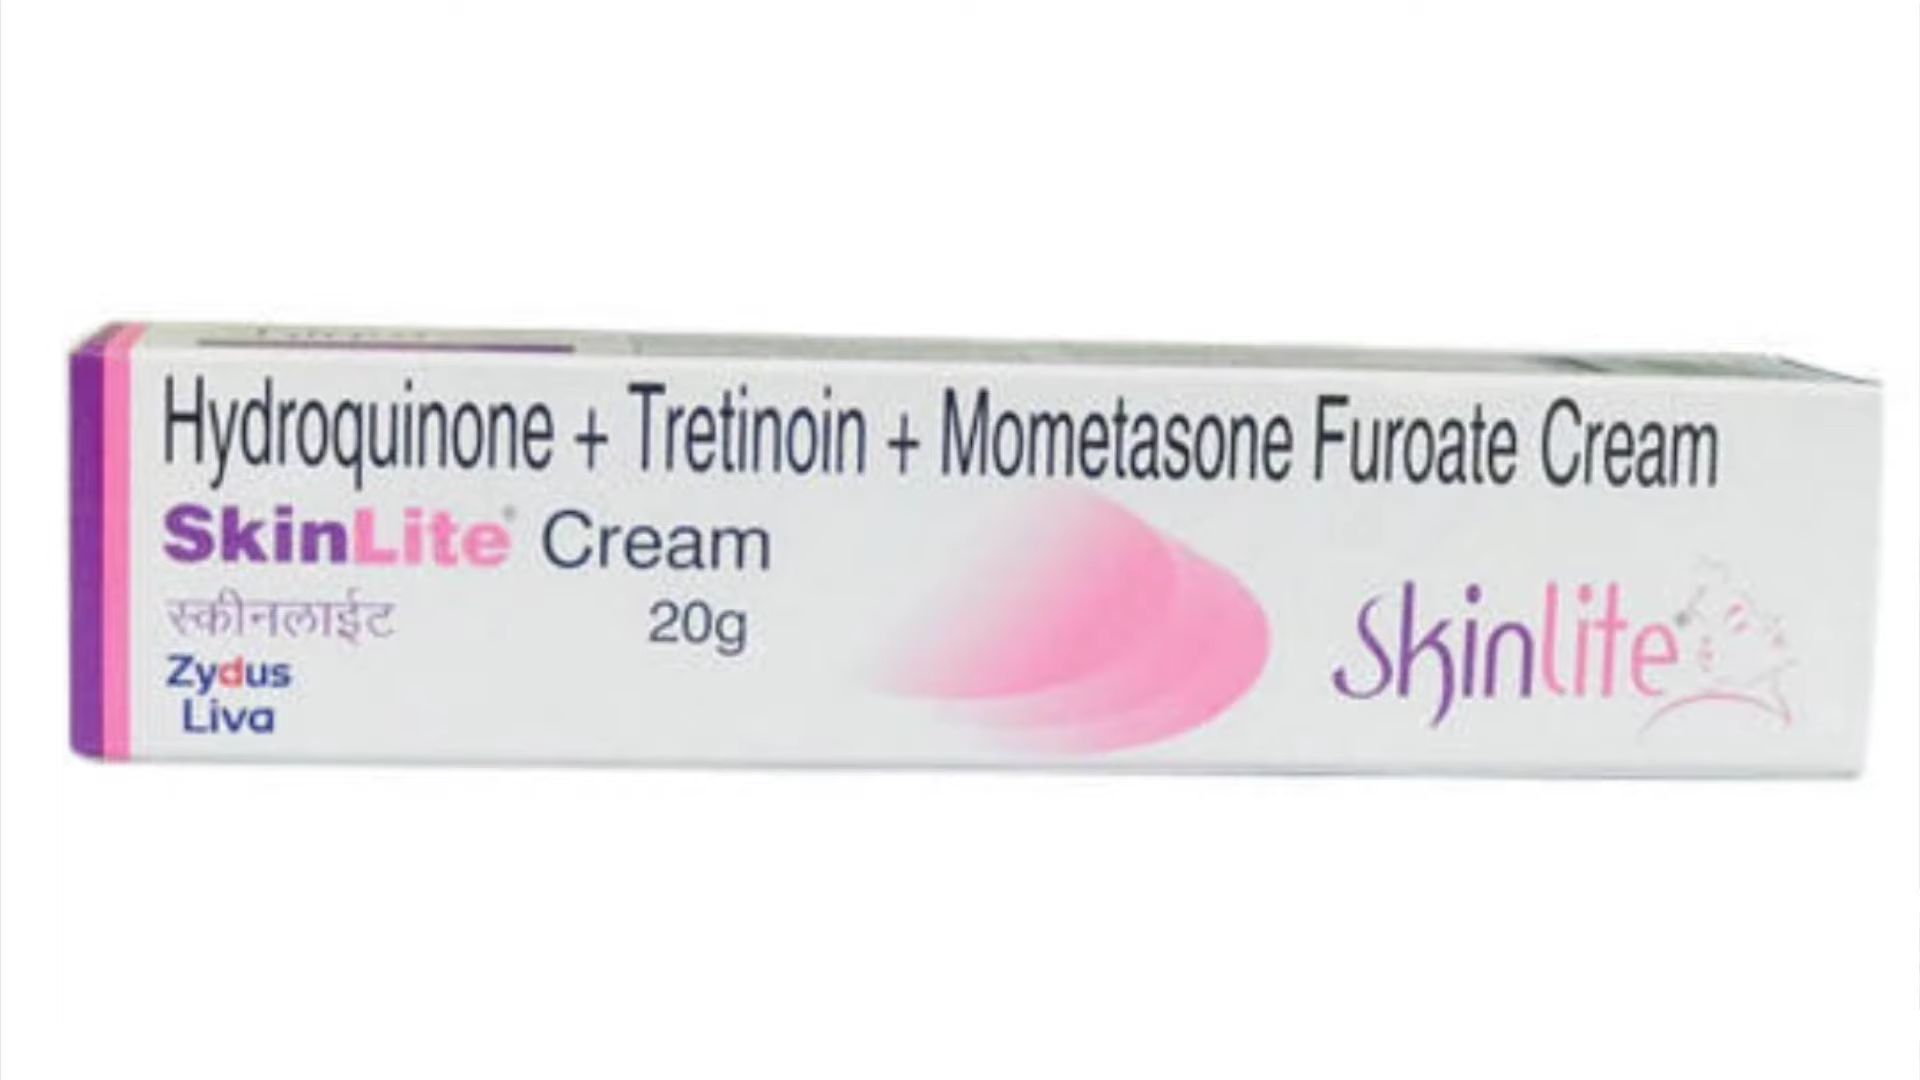 Hydroquinone + Tretinoin + Mometasone Furoate Cream
SkinLite® Cream
स्कीनलाईट 20g
Zydus
Liva
Skinlite